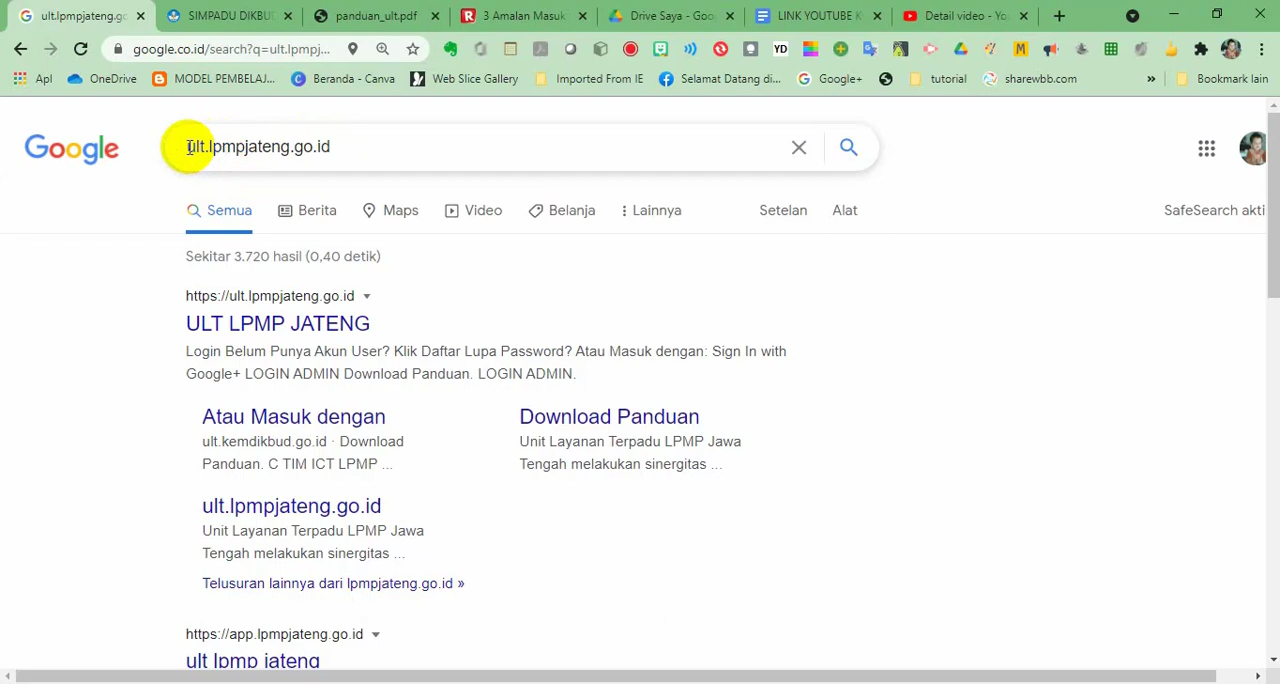 ult.lpmpjateng.go
SIMPADU DIKBU
panduan_ult.pdf
3 Amalan Masuk
Drive Saya - Goo
LINK YOUTUBE K
Detail video - Yo
google.co.id/search?q=ult.lpmpj...
YD
M
Apl
OneDrive
MODEL PEMBELAJ...
Beranda - Canva
Web Slice Gallery
Imported From IE
Selamat Datang di...
Google+
tutorial
sharewbb.com
»
Bookmark lain
Google
ult.lpmpjateng.go.id
Semua
Berita
Maps
Video
Belanja
Lainnya
Setelan
Alat
SafeSearch akti
Sekitar 3.720 hasil (0,40 detik)
https://ult.lpmpjateng.go.id
ULT LPMP JATENG
Login Belum Punya Akun User? Klik Daftar Lupa Password? Atau Masuk dengan: Sign In with
Google+ LOGIN ADMIN Download Panduan. LOGIN ADMIN.
Atau Masuk dengan
ult.kemdikbud.go.id · Download
Panduan. C TIM ICT LPMP ...
Download Panduan
Unit Layanan Terpadu LPMP Jawa
Tengah melakukan sinergitas ...
ult.lpmpjateng.go.id
Unit Layanan Terpadu LPMP Jawa
Tengah melakukan sinergitas ...
Telusuran lainnya dari lpmpjateng.go.id »
https://app.lpmpjateng.go.id
ult lpmp jateng